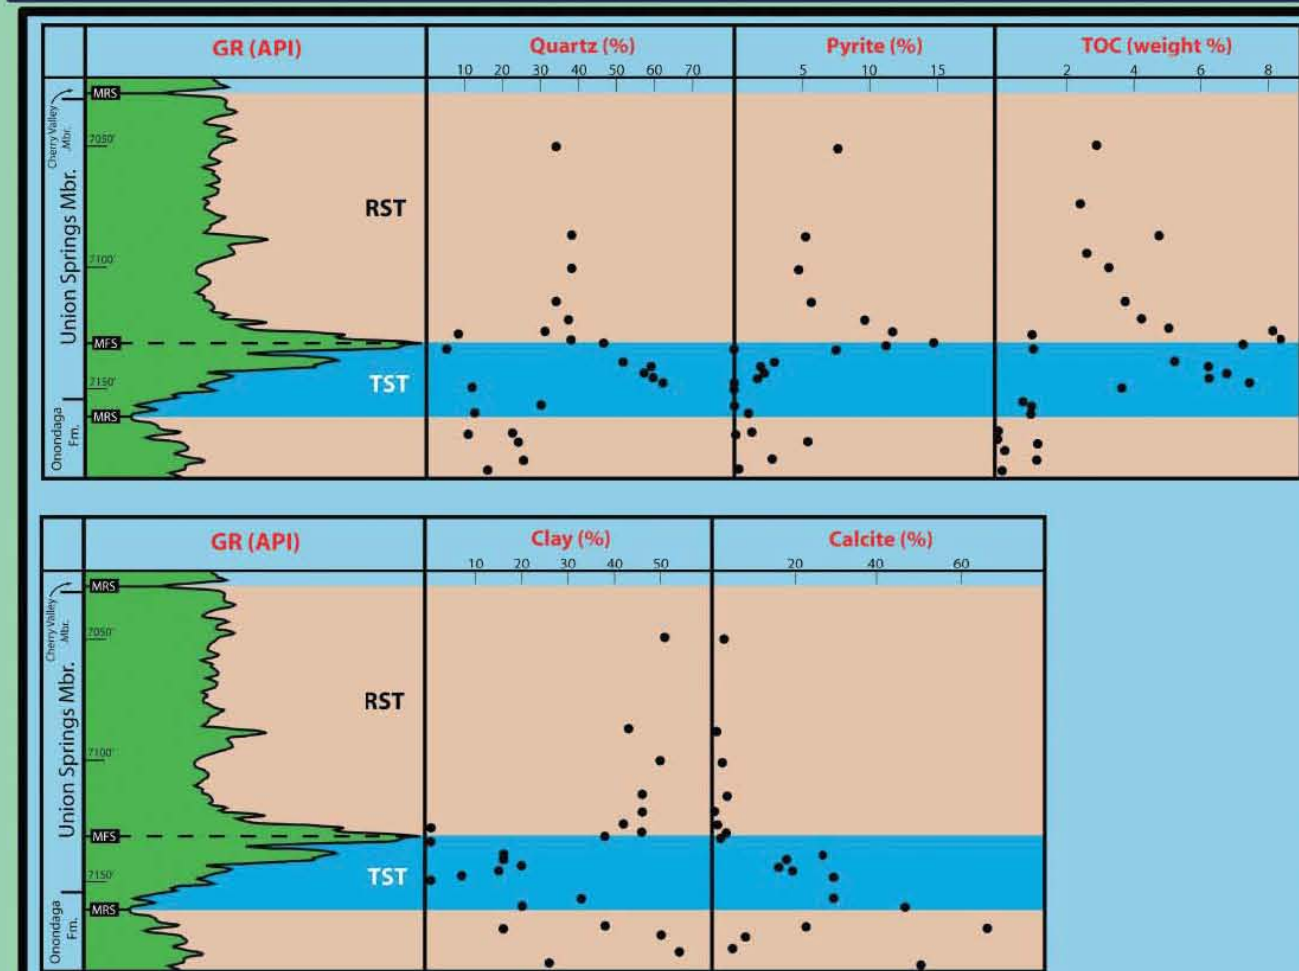 GR (API)
Quartz (%)
Pyrite (%)
TOC (weight %)
10 20 30 40 50 60 70
5 10 15
2 4 6 8
MRS
Cherry Valley
Mbr.
7050'
RST
Union Springs Mbr.
7100'
MFS
TST
7150'
MRS
Onondaga
Fm.
GR (API)
Clay (%)
Calcite (%)
10 20 30 40 50
20 40 60
MRS
Cherry Valley
Mbr.
7050'
RST
Union Springs Mbr.
7100'
MFS
TST
7150'
MRS
Onondaga
Fm.